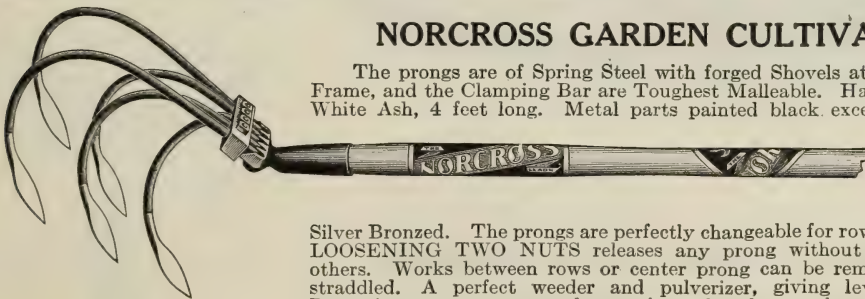 NORCROSS GARDEN CULTIVA
The prongs are of Spring Steel with forged Shovels at
Frame, and the Clamping Bar are Toughest Malleable. Ha
White Ash, 4 feet long. Metal parts painted black exce
NORCROSS
NOR
Silver Bronzed. The prongs are perfectly changeable for row
LOOSENING TWO NUTS releases any prong without
others. Works between rows or center prong can be rem
straddled. A perfect weeder and pulverizer, giving le